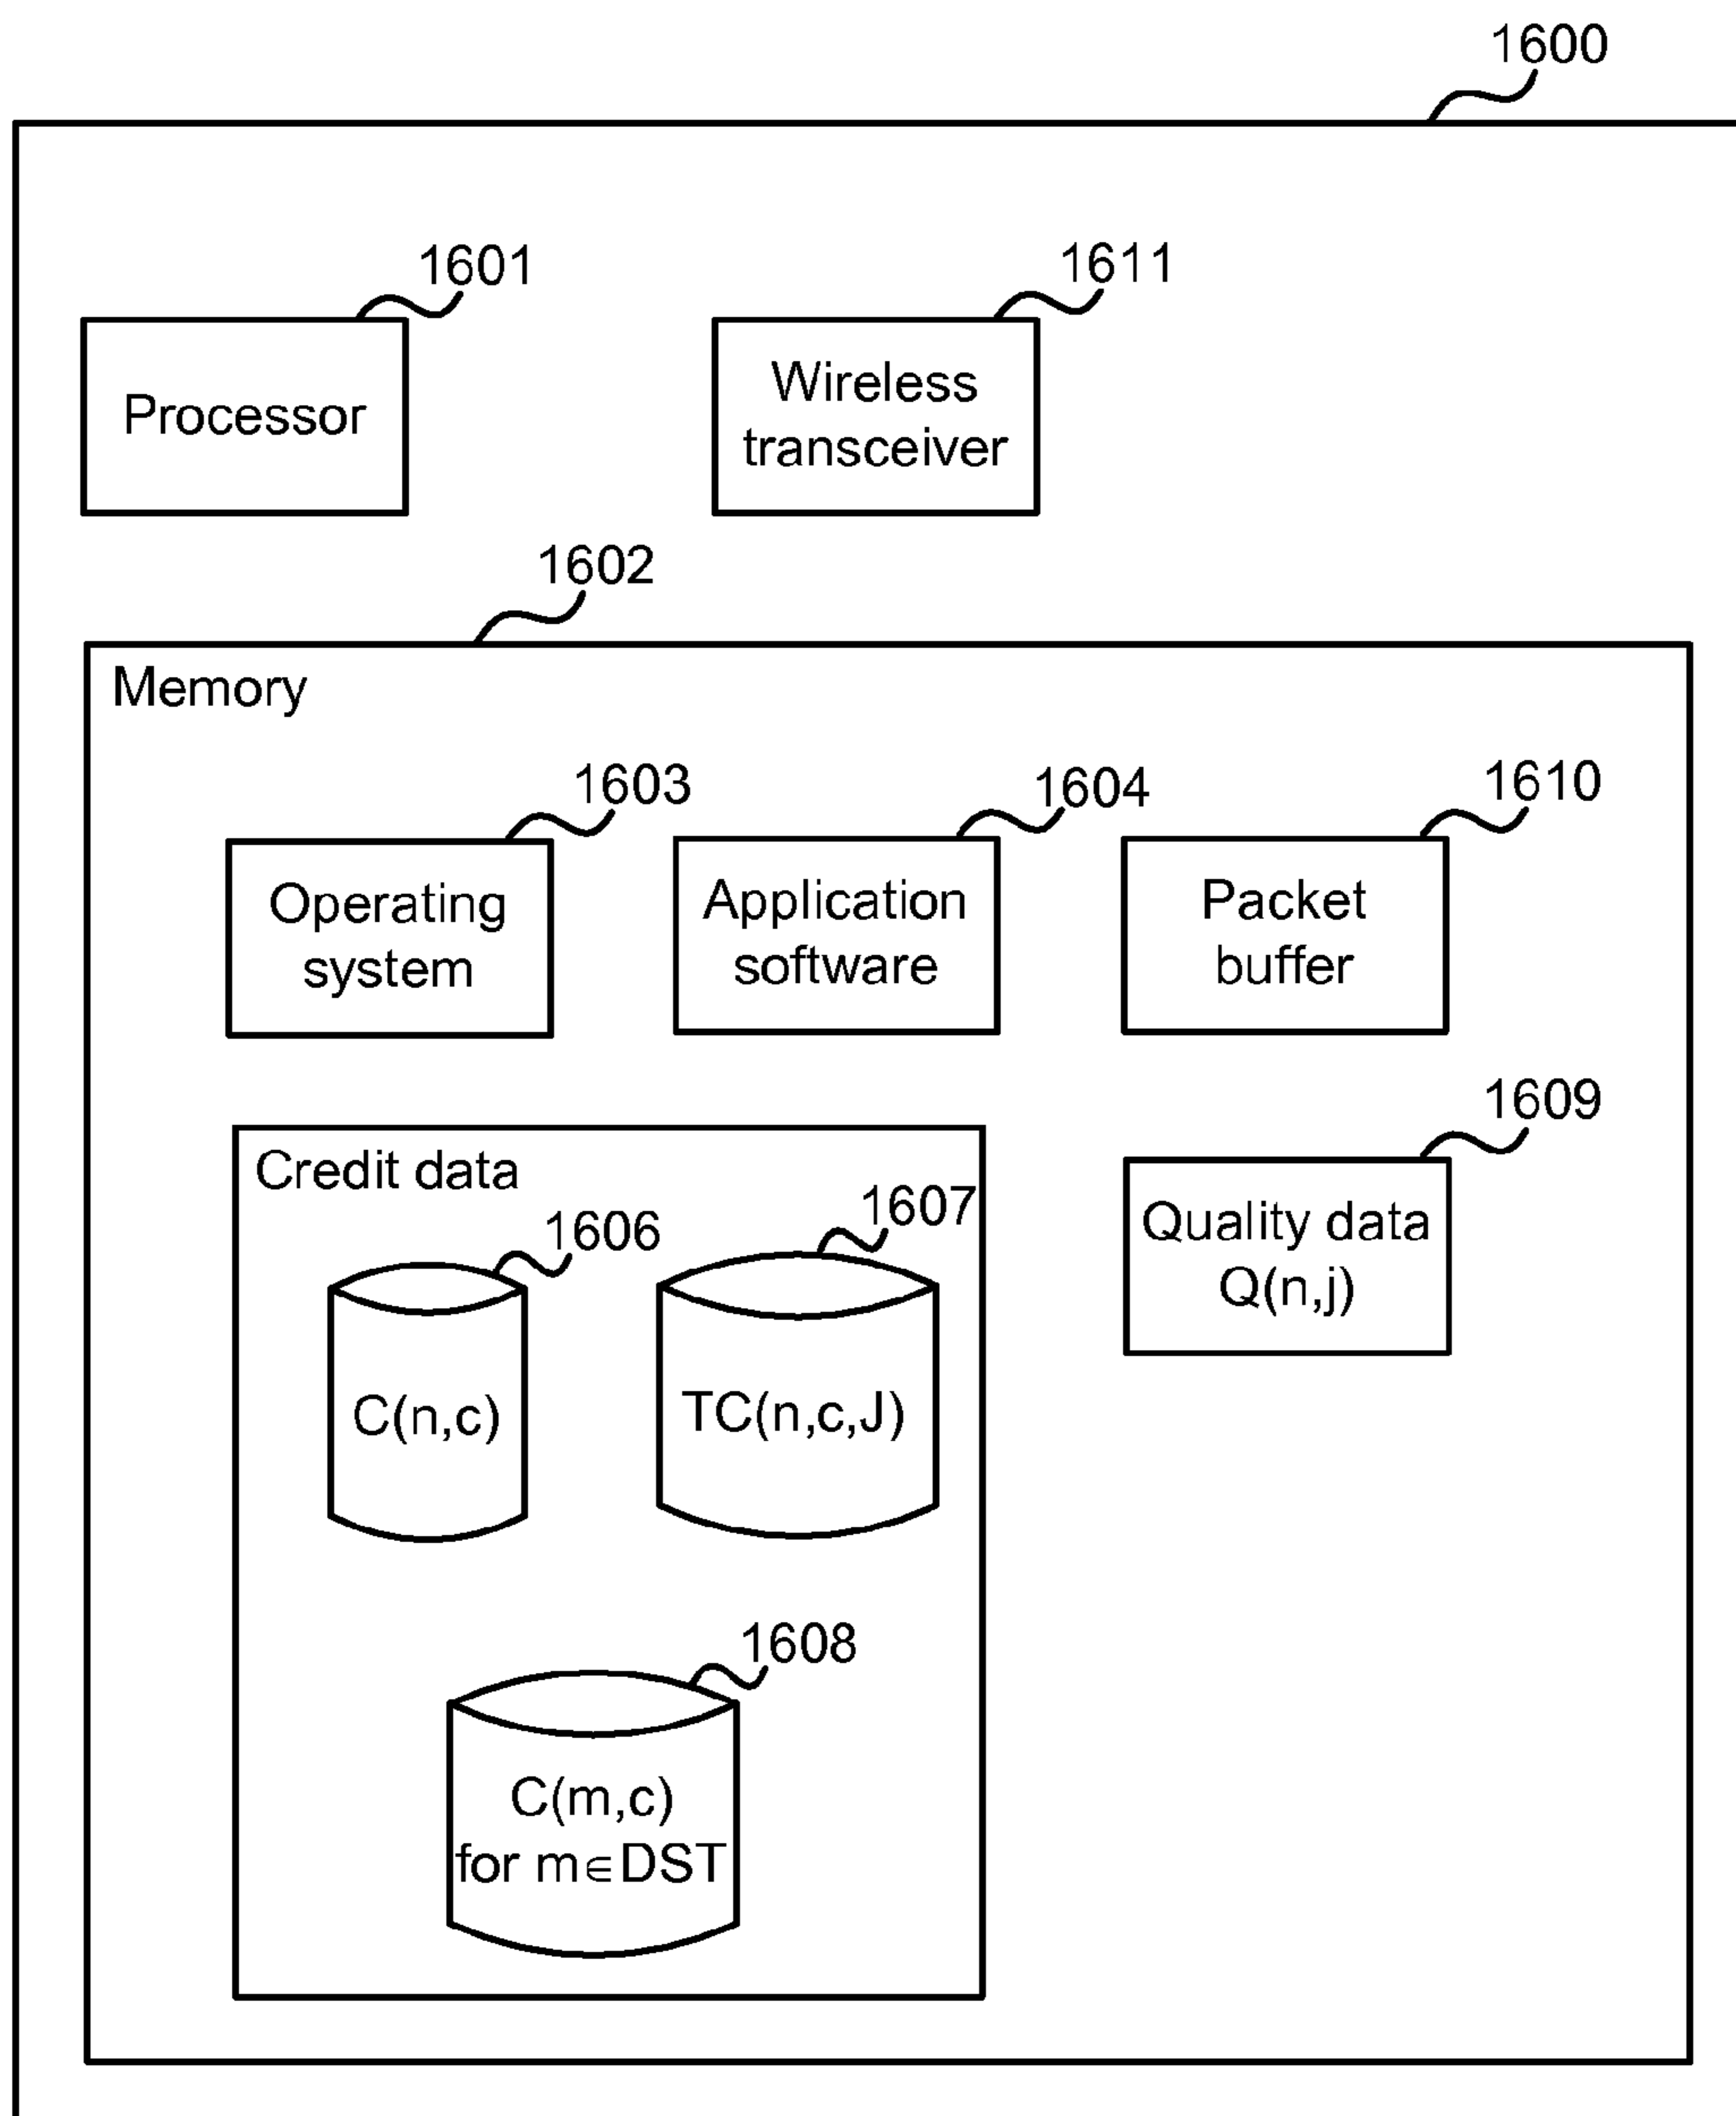 1600
1601
1611
Processor
Wireless
transceiver
1602
Memory
1603
1604
1610
Operating
system
Application
software
Packet
buffer
1609
Credit data
Quality data
Q(n,j)
1606
1607
C(n,c)
TC(n,c,J)
1608
C(m,c)
for m∈DST